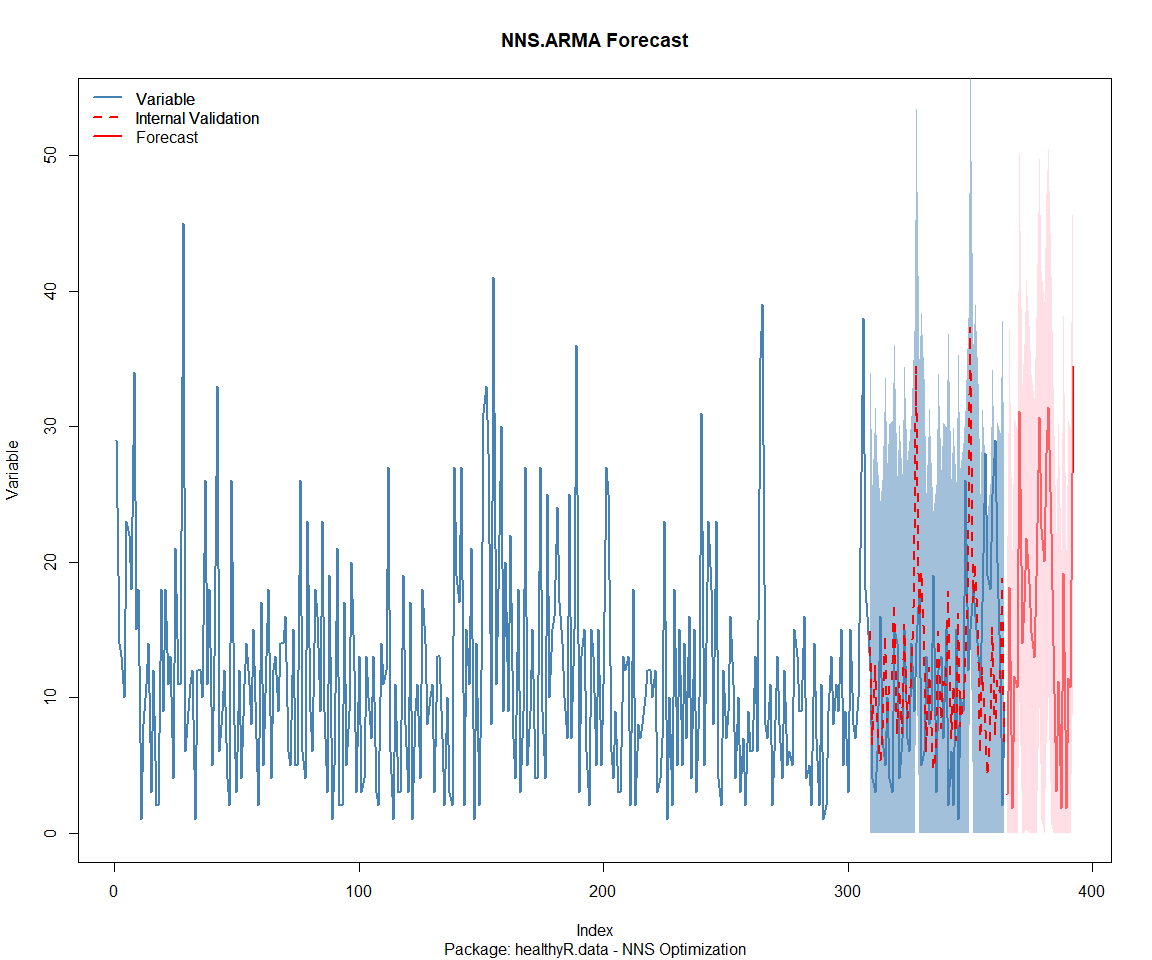 NNS.ARMA Forecast
Variable
Internal Validation
Forecast
Variable
50
40
30
20
10
0
0 100 200 300 400
Index
Package: healthyR.data - NNS Optimization